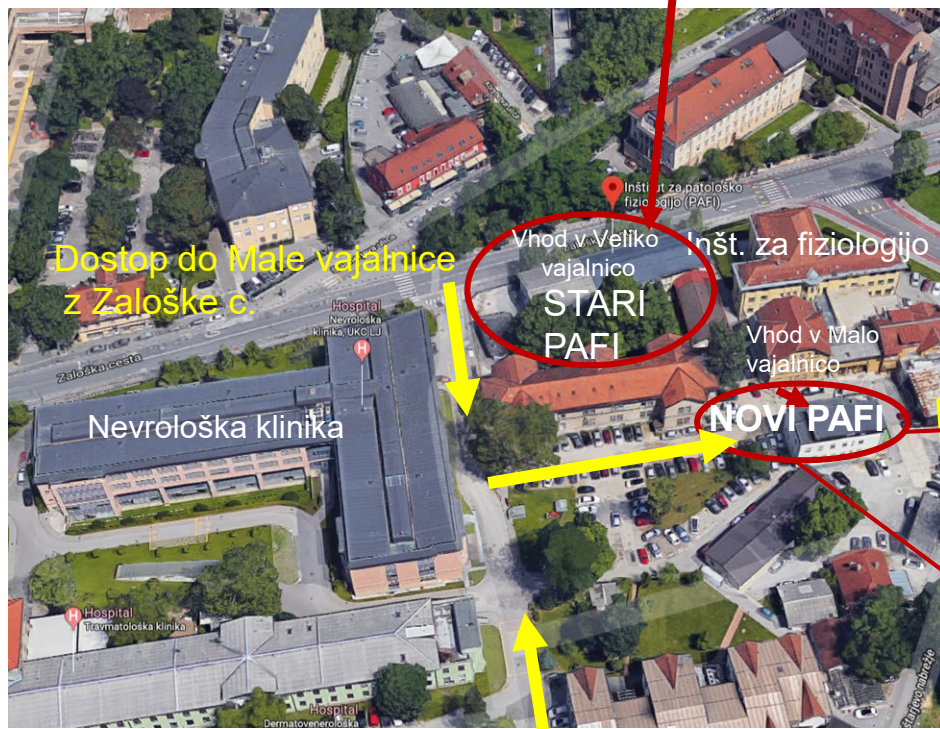 Inštitut za patološko
fiziologijo (PAFI)
Vhod v Veliko
vajalnico
STARI
PAFI
Inšt. za fiziologijo
Dostop do Male vajalnice
z Zaloške c.
Hospital
Nevrološka
klinika, UKC LJ
Zaloška cesta
Vhod v Malo
vajalnico
NOVI PAFI
Nevrološka klinika
Hospital
Travmatološka klinika
Hospital
Dermatovenerološka